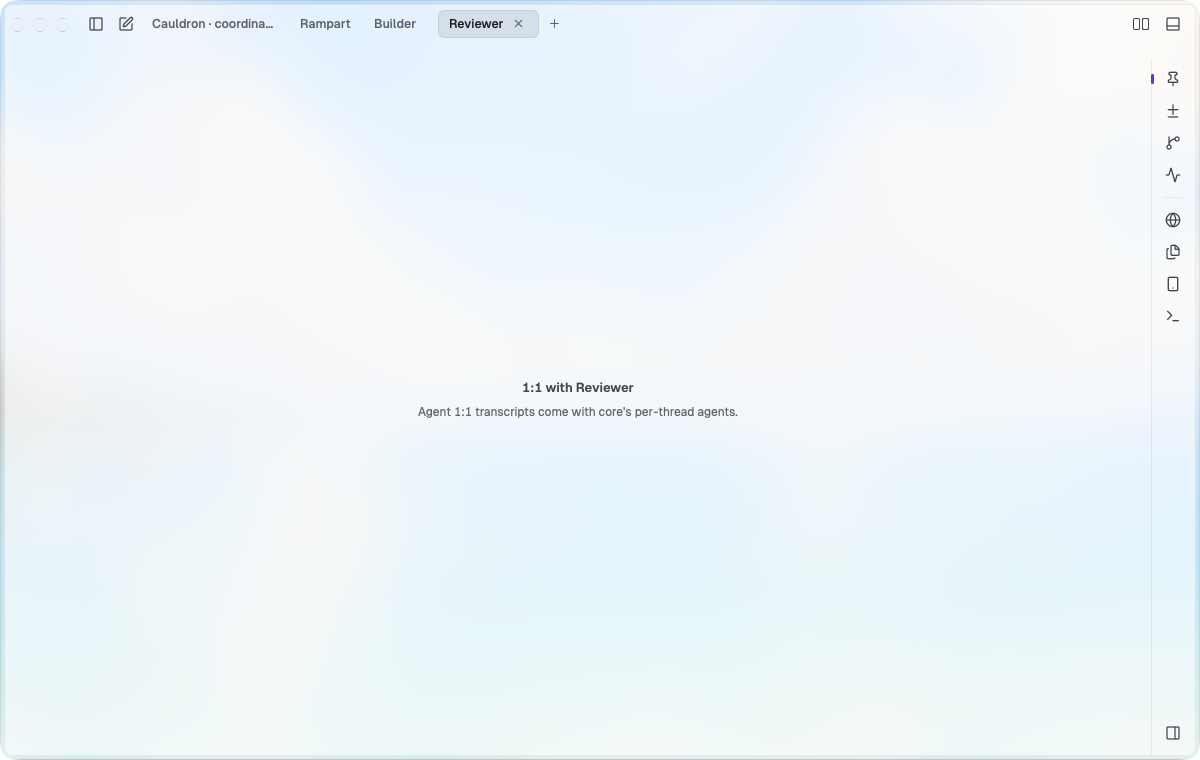 Cauldron · coordina…
Rampart
Builder
Reviewer
1:1 with Reviewer
Agent 1:1 transcripts come with core's per-thread agents.